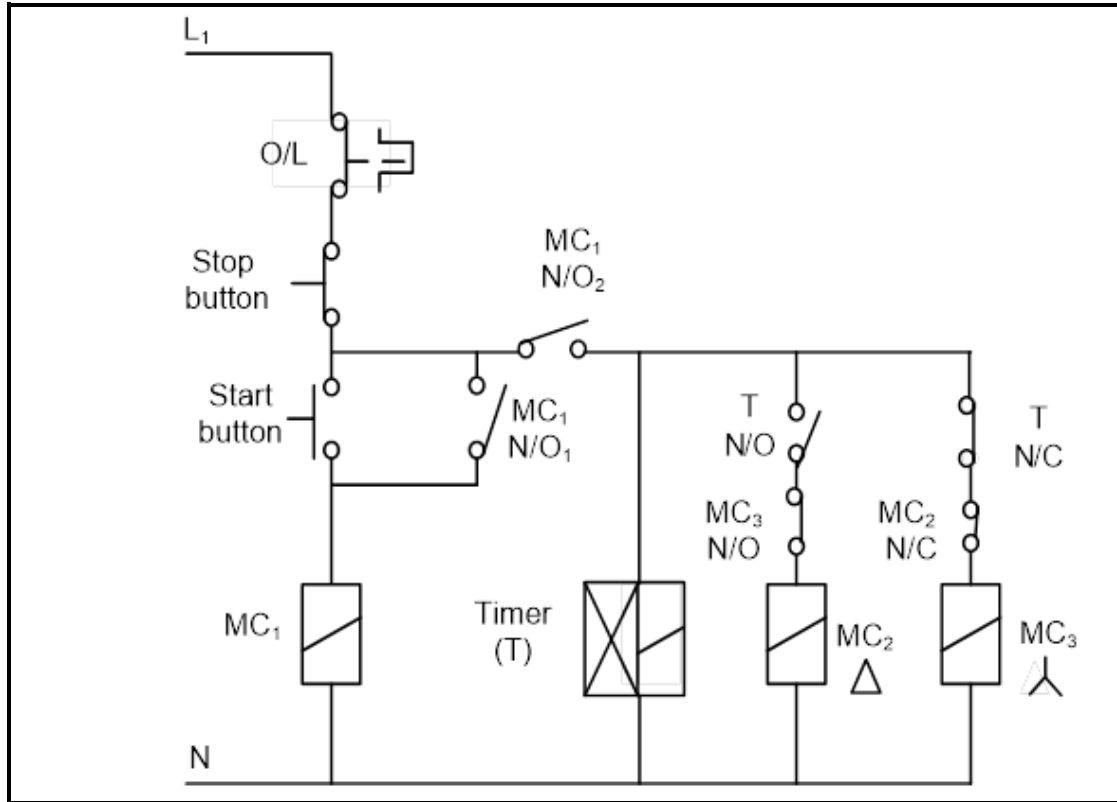 L₁
O/L
Stop
button
MC₁
N/O₂
Start
button
MC₁
N/O₁
T
N/O
T
N/C
MC₃
N/O
MC₂
N/C
MC₁
Timer
(T)
MC₂
MC₃
N